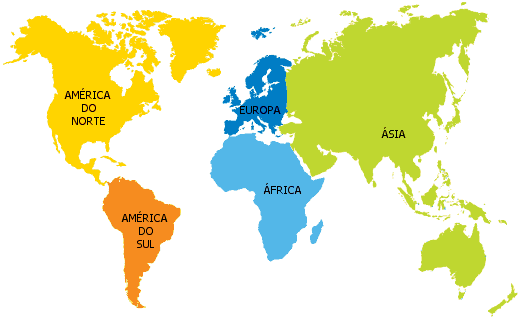 AMÉRICA
DO
NORTE
EUROPA
ÁSIA
ÁFRICA
AMÉRICA
DO
SUL